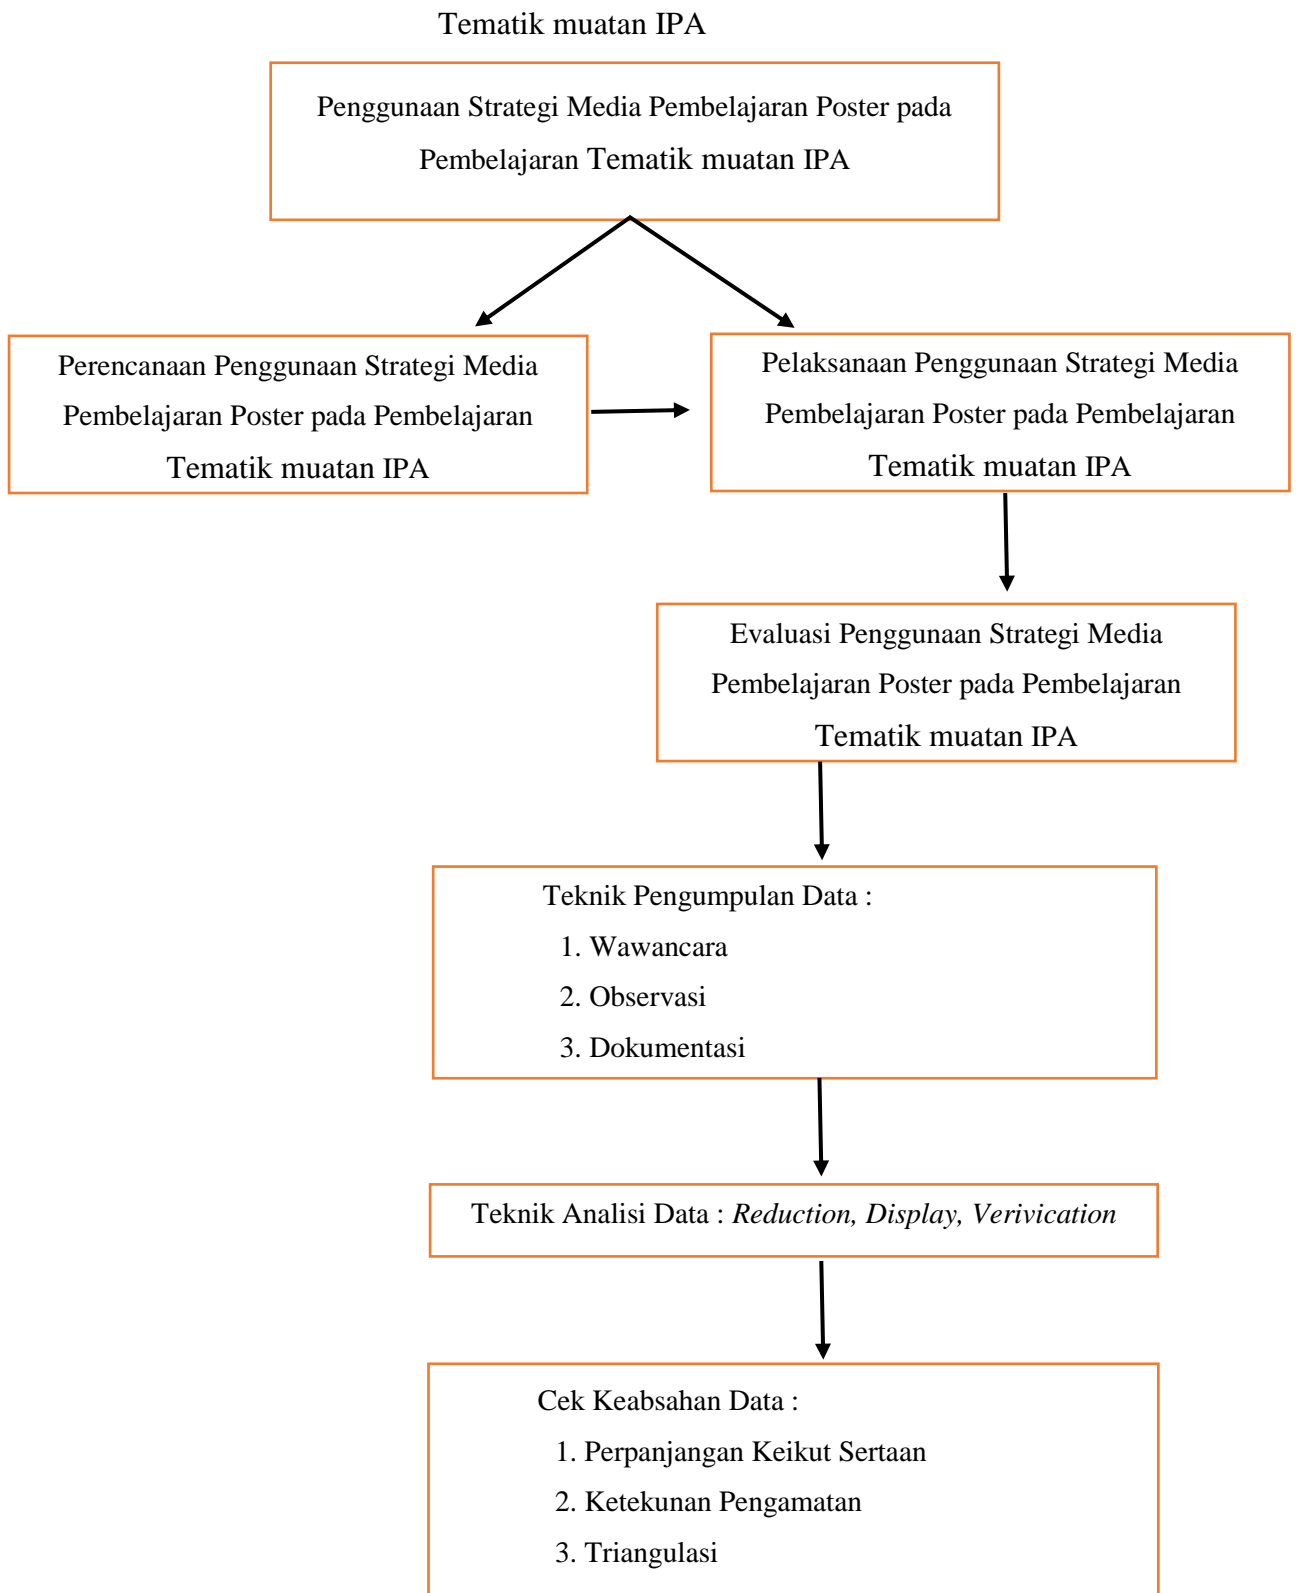 Tematik muatan IPA
Penggunaan Strategi Media Pembelajaran Poster pada
Pembelajaran Tematik muatan IPA
Perencanaan Penggunaan Strategi Media
Pembelajaran Poster pada Pembelajaran
Tematik muatan IPA
Pelaksanaan Penggunaan Strategi Media
Pembelajaran Poster pada Pembelajaran
Tematik muatan IPA
Evaluasi Penggunaan Strategi Media
Pembelajaran Poster pada Pembelajaran
Tematik muatan IPA
Teknik Pengumpulan Data :
1. Wawancara
2. Observasi
3. Dokumentasi
Teknik Analisi Data : Reduction, Display, Verivication
Cek Keabsahan Data :
1. Perpanjangan Keikut Sertaan
2. Ketekunan Pengamatan
3. Triangulasi